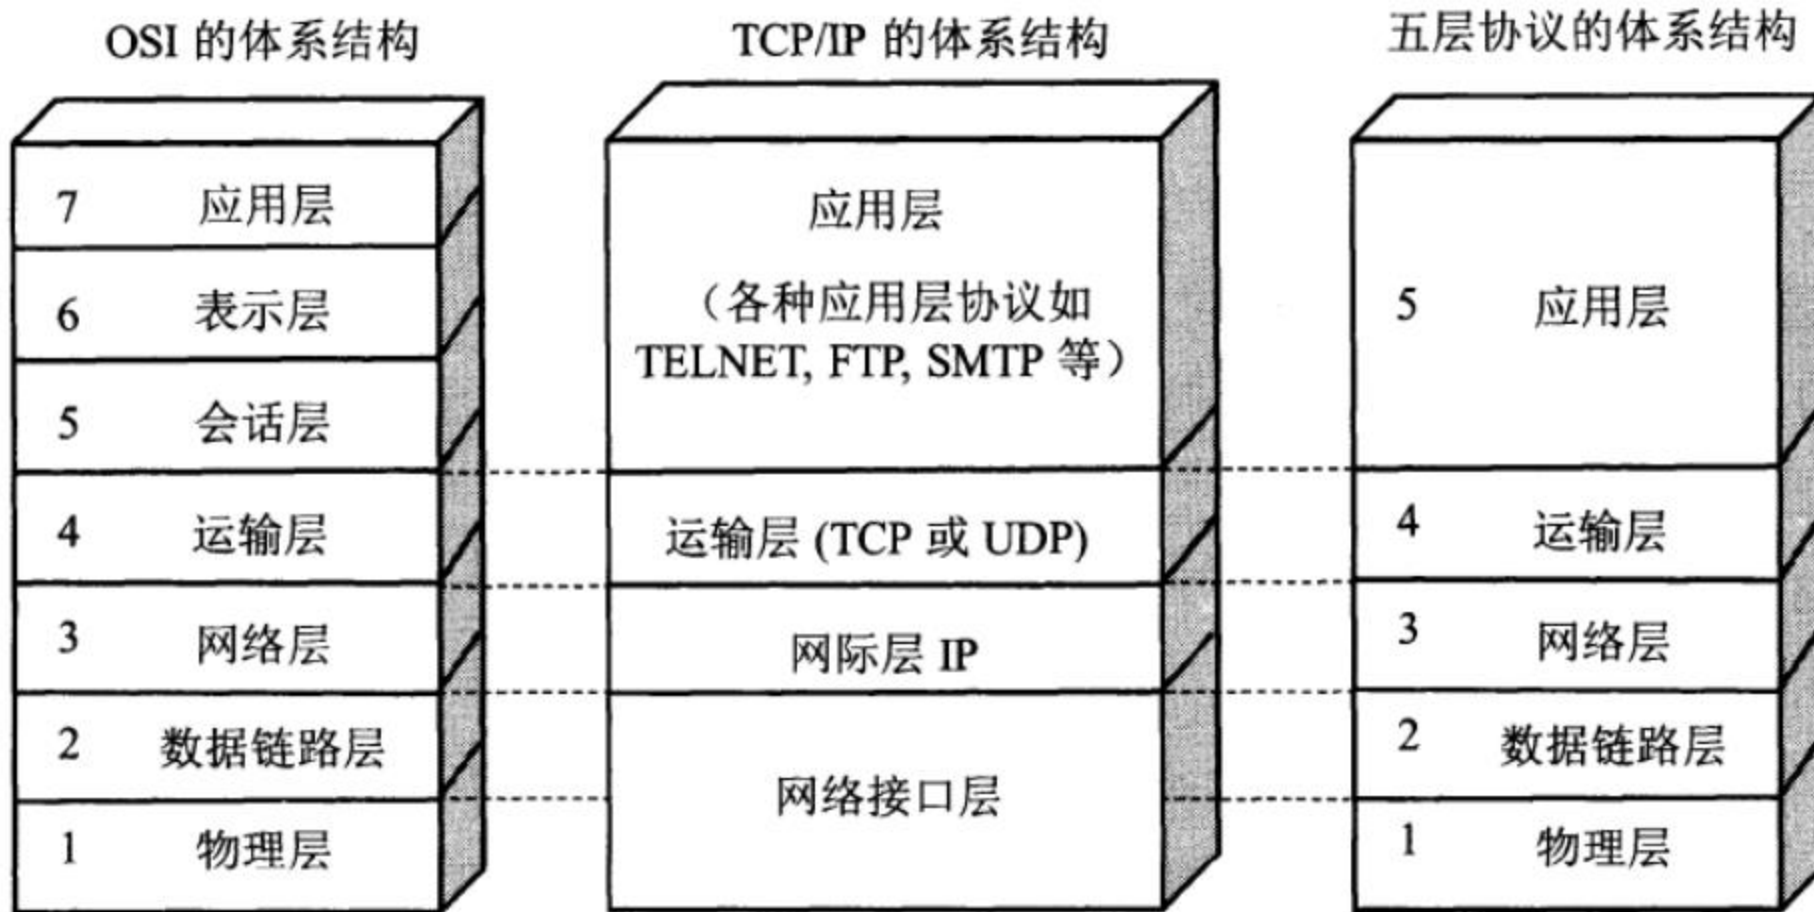 OSI 的体系结构
7 应用层
6 表示层
5 会话层
4 运输层
3 网络层
2 数据链路层
1 物理层
TCP/IP 的体系结构
应用层
（各种应用层协议如
TELNET, FTP, SMTP 等）
运输层 (TCP 或 UDP)
网际层 IP
网络接口层
五层协议的体系结构
5 应用层
4 运输层
3 网络层
2 数据链路层
1 物理层